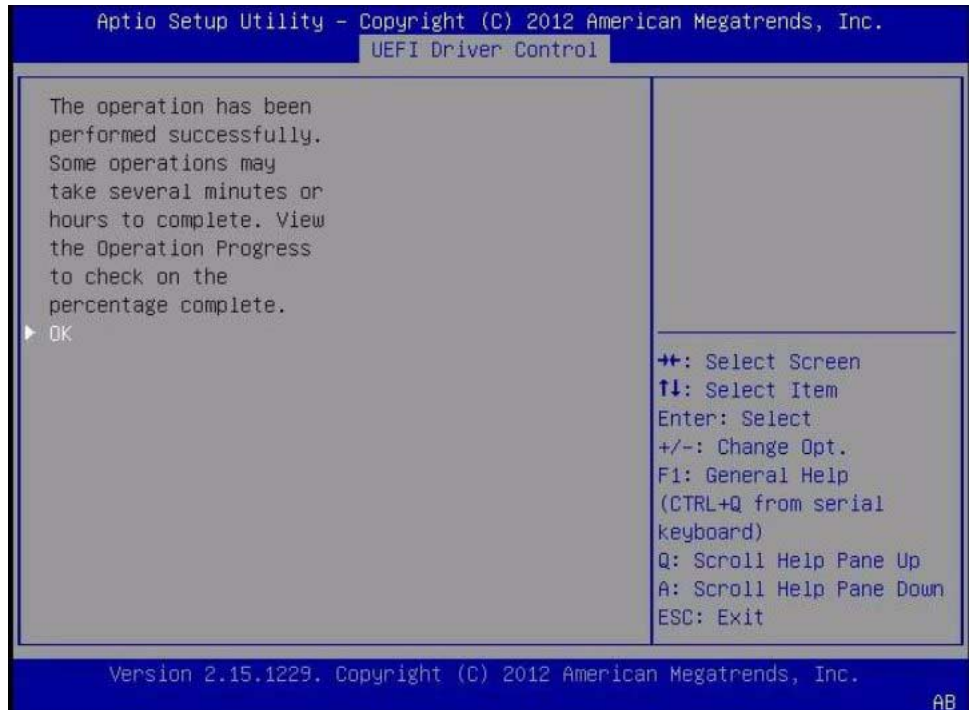 Aptio Setup Utility – Copyright (C) 2012 American Megatrends, Inc.
UEFI Driver Control
The operation has been
performed successfully.
Some operations may
take several minutes or
hours to complete. View
the Operation Progress
to check on the
percentage complete.
▶ OK
→←: Select Screen
↑↓: Select Item
Enter: Select
+/-: Change Opt.
F1: General Help
(CTRL+Q from serial
keyboard)
Q: Scroll Help Pane Up
A: Scroll Help Pane Down
ESC: Exit
Version 2.15.1229. Copyright (C) 2012 American Megatrends, Inc.
AB